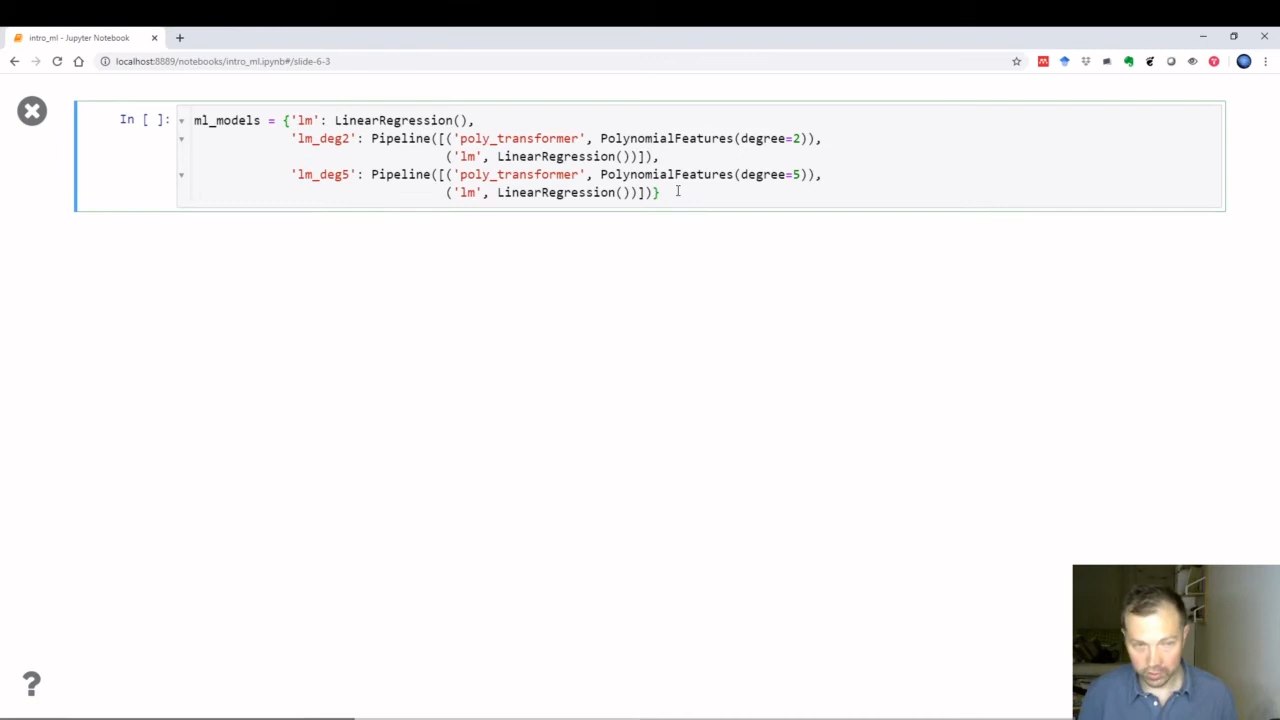 intro_ml - Jupyter Notebook
localhost:8889/notebooks/intro_ml.ipynb#/slide-6-3
In [ ]:
ml_models = {'lm': LinearRegression(),
'lm_deg2': Pipeline([('poly_transformer', PolynomialFeatures(degree=2)),
('lm', LinearRegression())]),
'lm_deg5': Pipeline([('poly_transformer', PolynomialFeatures(degree=5)),
('lm', LinearRegression())])}
?